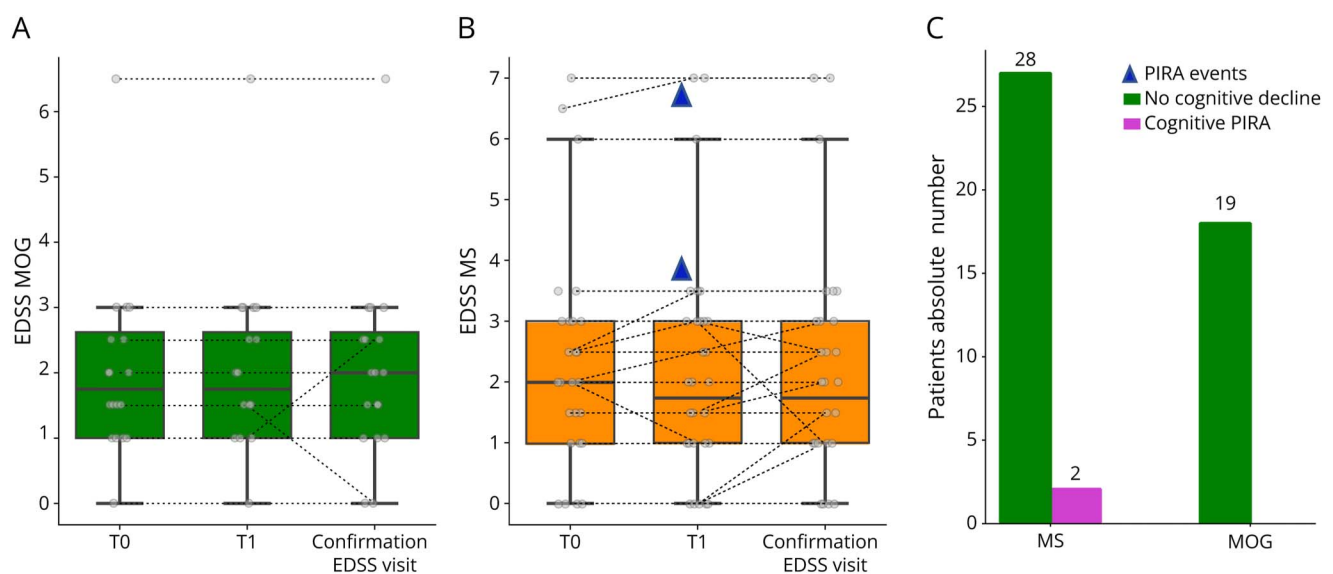 A
EDSS MOG
6
5
4
3
2
1
0
T0
T1
Confirmation
EDSS visit
B
EDSS MS
7
6
5
4
3
2
1
0
T0
T1
Confirmation
EDSS visit
C
Patients absolute number
25
20
15
10
5
0
28
2
19
MS
MOG
PIRA events
No cognitive decline
Cognitive PIRA